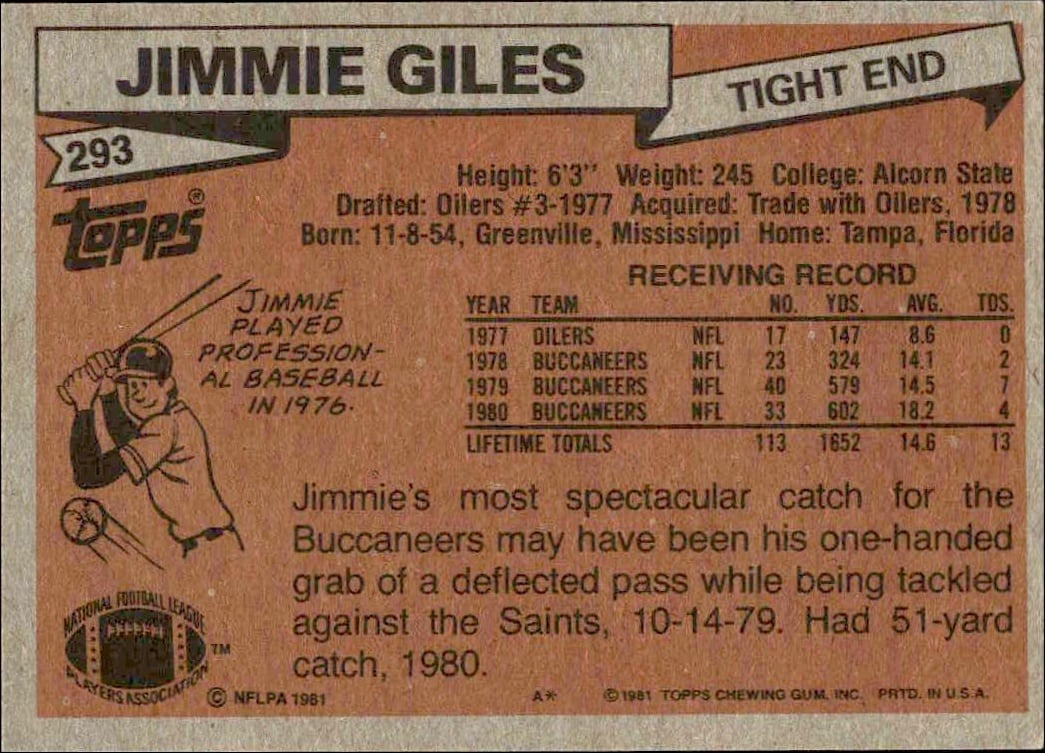 JIMMIE GILES
TIGHT END
293
TOPPS®
Height: 6'3" Weight: 245 College: Alcorn State
Drafted: Oilers #3-1977 Acquired: Trade with Oilers, 1978
Born: 11-8-54, Greenville, Mississippi Home: Tampa, Florida
JIMMIE
PLAYED
PROFESSION-
AL BASEBALL
IN 1976.
RECEIVING RECORD
YEAR TEAM NO. YDS. AVG. TDS.
1977 OILERS NFL 17 147 8.6 0
1978 BUCCANEERS NFL 23 324 14.1 2
1979 BUCCANEERS NFL 40 579 14.5 7
1980 BUCCANEERS NFL 33 602 18.2 4
LIFETIME TOTALS 113 1652 14.6 13
Jimmie's most spectacular catch for the
Buccaneers may have been his one-handed
grab of a deflected pass while being tackled
against the Saints, 10-14-79. Had 51-yard
catch, 1980.
NATIONAL FOOTBALL LEAGUE
PLAYERS ASSOCIATION
TM
© NFLPA 1981
A* ©1981 TOPPS CHEWING GUM, INC. PRTD. IN U.S.A.